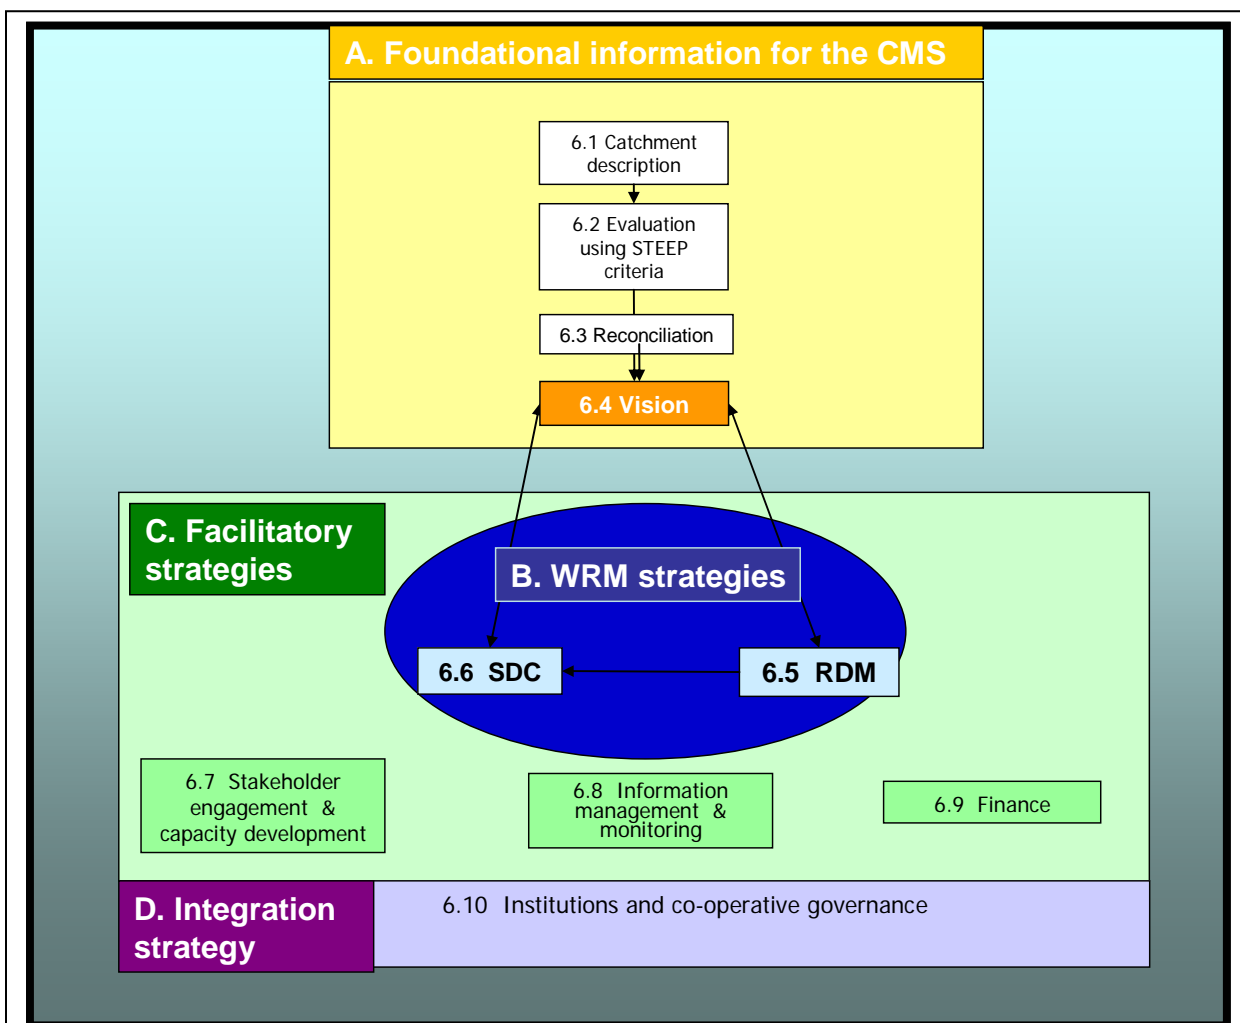 A. Foundational information for the CMS
6.1 Catchment
description
6.2 Evaluation
using STEEP
criteria
6.3 Reconciliation
6.4 Vision
C. Facilitatory
strategies
B. WRM strategies
6.6 SDC
6.5 RDM
6.7 Stakeholder
engagement &
capacity development
6.8 Information
management &
monitoring
6.9 Finance
D. Integration
strategy
6.10 Institutions and co-operative governance